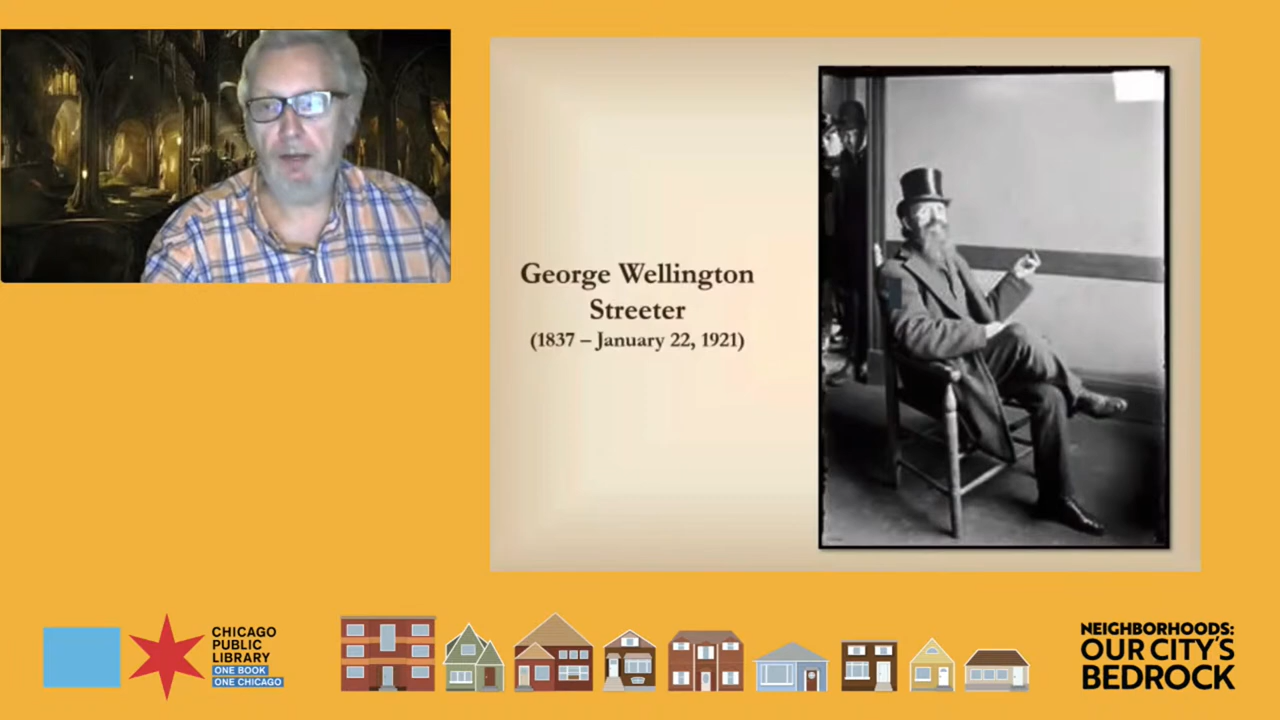 George Wellington
Streeter
(1837 – January 22, 1921)
CHICAGO
PUBLIC
LIBRARY
ONE BOOK
ONE CHICAGO
NEIGHBORHOODS:
OUR CITY'S
BEDROCK